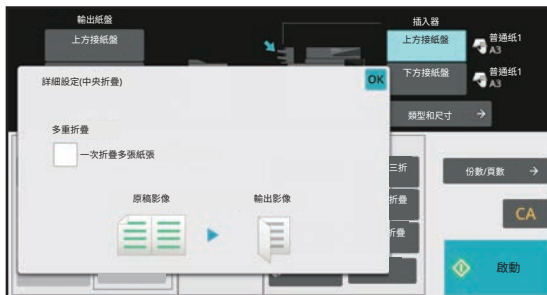 輸出紙盤
插入器
上方接紙盤
上方接紙盤
普通紙1
A3
下方接紙盤
普通紙1
A3
類型和尺寸
詳細設定(中央折疊)
OK
多重折疊
一次折疊多張紙張
原稿影像
輸出影像
三折
折疊
折疊
份數/頁數
CA
啟動